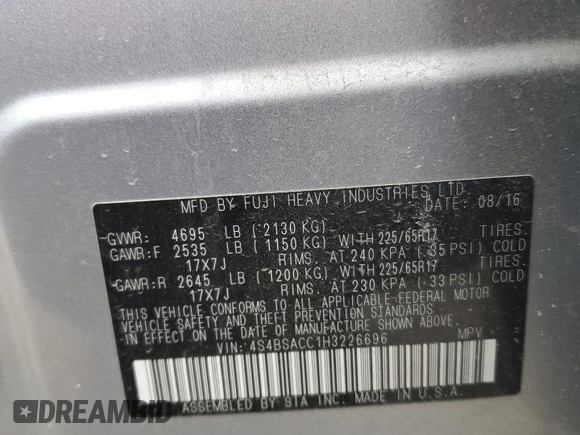 MFD BY FUJI HEAVY INDUSTRIES LTD.
DATE: 08/16
GVWR: 4695 LB ( 2130 KG)
GAWR:F 2535 LB ( 1150 KG) WITH 225/65R17 TIRES.
17X7J RIMS. AT 240 KPA ( 35 PSI) COLD
GAWR:R 2645 LB ( 1200 KG) WITH 225/65R17 TIRES.
17X7J RIMS. AT 230 KPA ( 33 PSI) COLD
THIS VEHICLE CONFORMS TO ALL APPLICABLE FEDERAL MOTOR
VEHICLE SAFETY AND THEFT PREVENTION STANDARDS
IN EFFECT ON THE DATE OF MANUFACTURE SHOWN ABOVE.
VIN: 4S4BSACC1H3226696 MPV
ASSEMBLED BY SIA INC. MADE IN U.S.A.
DREAMBID